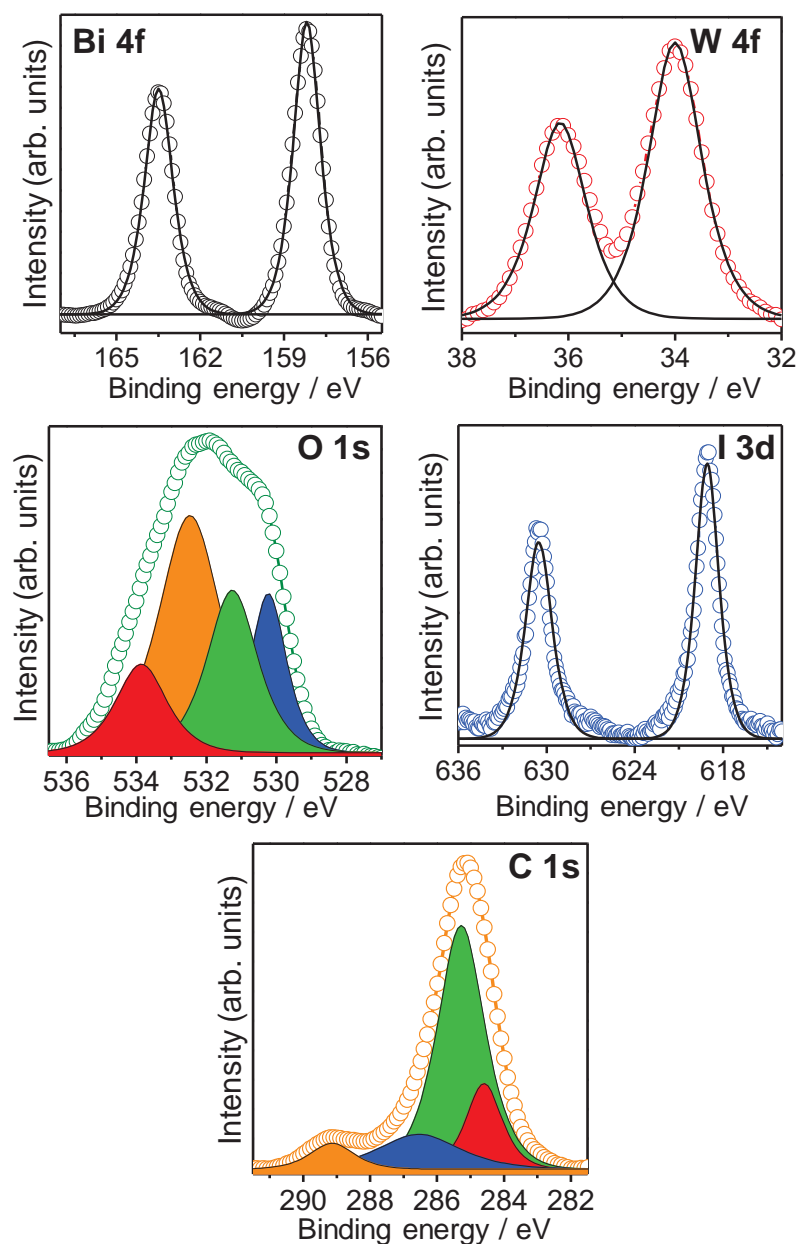 Bi 4f
Intensity (arb. units)
165 162 159 156
Binding energy / eV
W 4f
Intensity (arb. units)
38 36 34 32
Binding energy / eV
O 1s
Intensity (arb. units)
536 534 532 530 528
Binding energy / eV
I 3d
Intensity (arb. units)
636 630 624 618
Binding energy / eV
C 1s
Intensity (arb. units)
290 288 286 284 282
Binding energy / eV